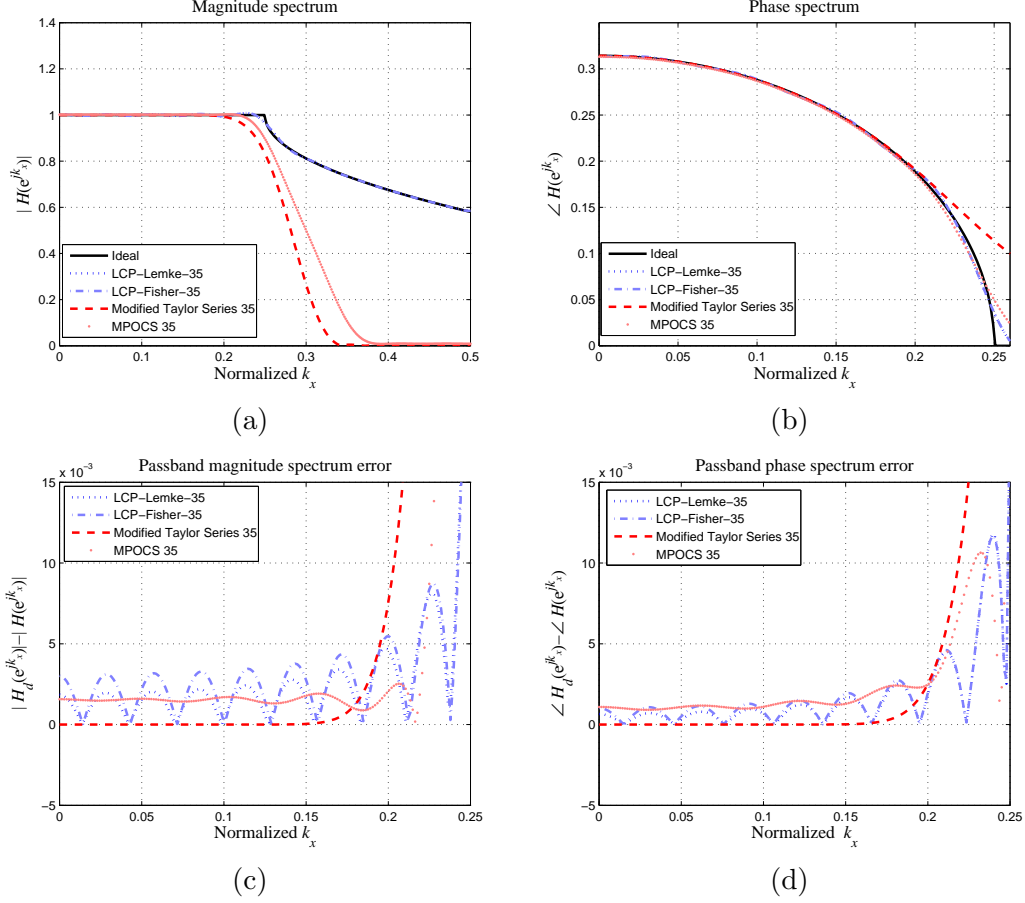 Magnitude spectrum
1.4
1.2
1
0.8
0.6
0.4
0.2
0
| H(e^{jk_x})|
Ideal
LCP−Lemke−35
LCP−Fisher−35
Modified Taylor Series 35
MPOCS 35
0 0.1 0.2 0.3 0.4 0.5
Normalized k_x
(a)
Phase spectrum
0.3
0.25
0.2
0.15
0.1
0.05
0
∠ H(e^{jk_x})
Ideal
LCP−Lemke−35
LCP−Fisher−35
Modified Taylor Series 35
MPOCS 35
0 0.05 0.1 0.15 0.2 0.25
Normalized k_x
(b)
Passband magnitude spectrum error
x 10^{−3}
15
10
5
0
−5
| H_d(e^{jk_x})|−| H(e^{jk_x})|
LCP−Lemke−35
LCP−Fisher−35
Modified Taylor Series 35
MPOCS 35
0 0.05 0.1 0.15 0.2 0.25
Normalized k_x
(c)
Passband phase spectrum error
x 10^{−3}
15
10
5
0
−5
∠ H_d(e^{jk_x})−∠ H(e^{jk_x})
LCP−Lemke−35
LCP−Fisher−35
Modified Taylor Series 35
MPOCS 35
0 0.05 0.1 0.15 0.2 0.25
Normalized k_x
(d)